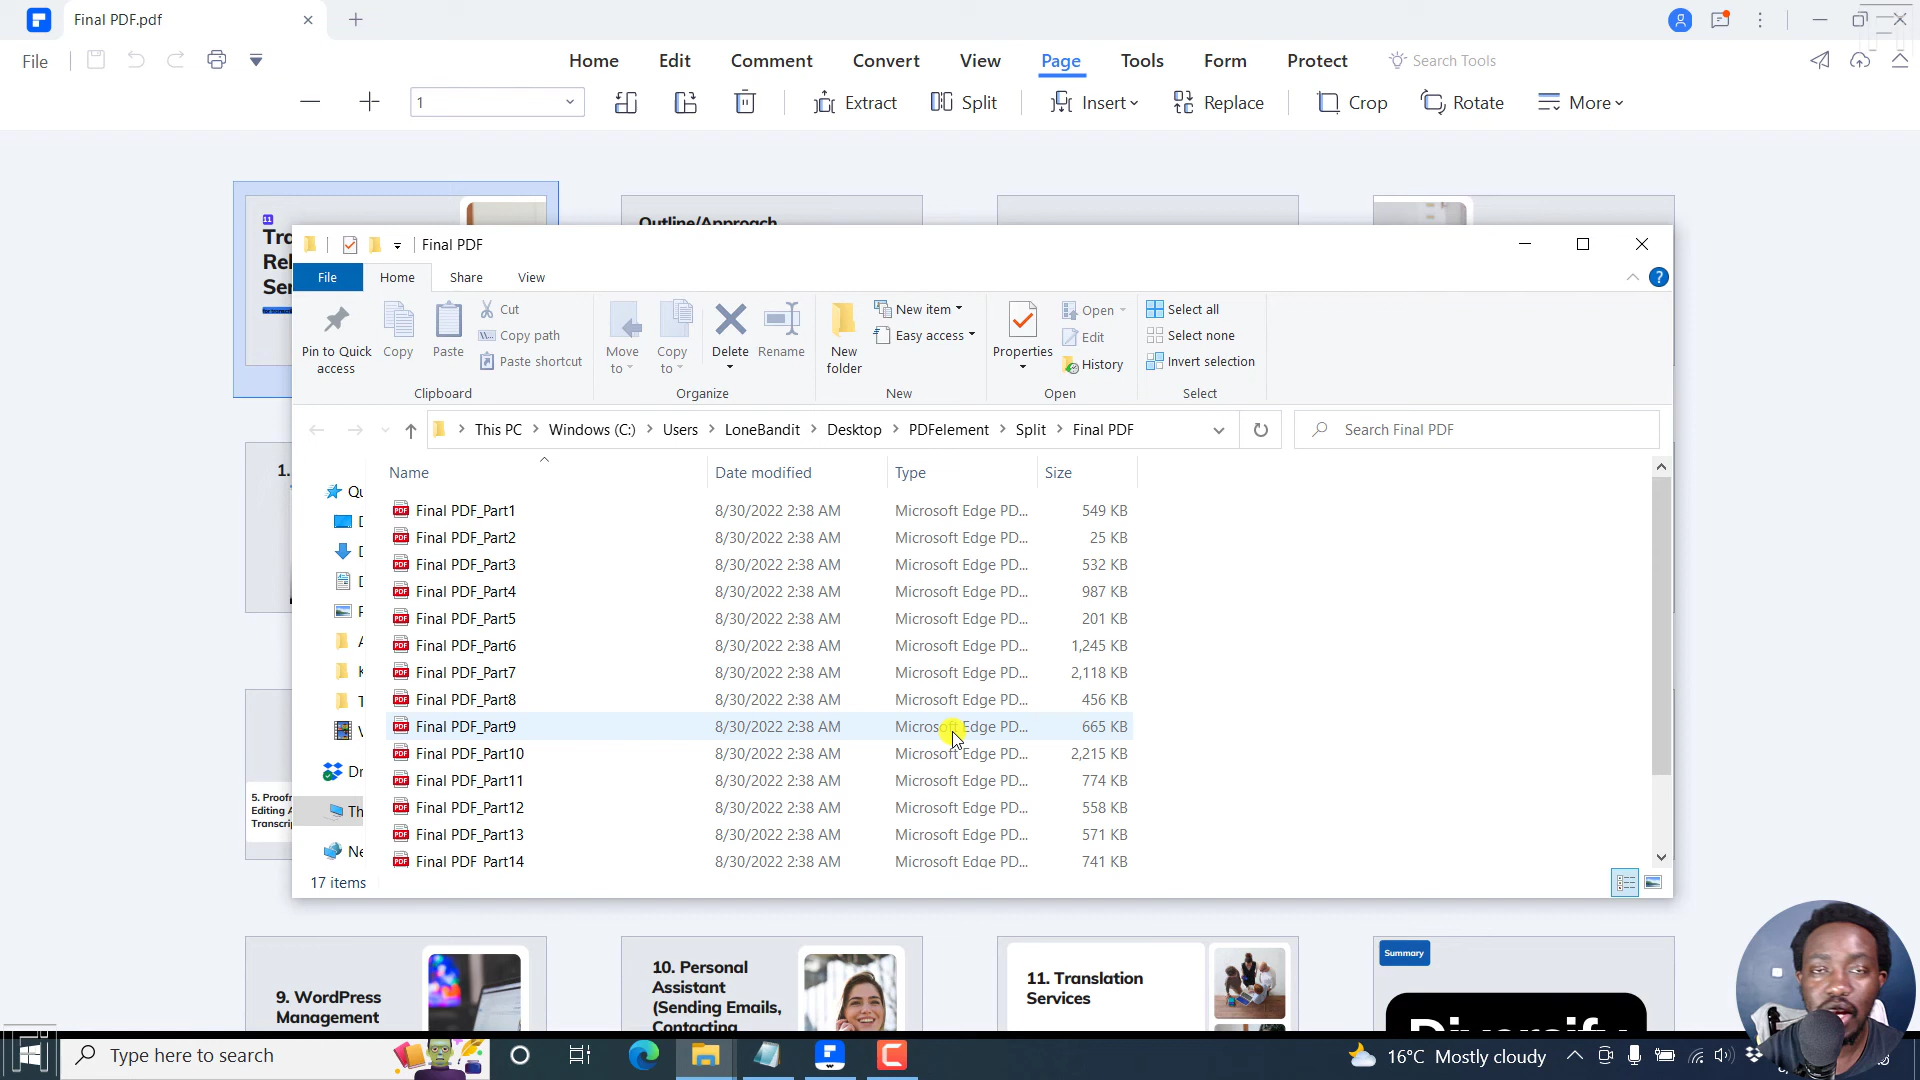 Final PDF.pdf
File
Home Edit Comment Convert View Page Tools Form Protect Search Tools
1
Extract Split Insert Replace Crop Rotate More
11
Outline/Approach
Final PDF
File Home Share View
Pin to Quick access
Copy
Paste
Cut
Copy path
Paste shortcut
Clipboard
Move to
Copy to
Delete
Rename
Organize
New folder
New item
Easy access
New
Properties
Open
Edit
History
Open
Select all
Select none
Invert selection
Select
This PC Windows (C:) Users LoneBandit Desktop PDFelement Split Final PDF
Search Final PDF
Name Date modified Type Size
Final PDF_Part1 8/30/2022 2:38 AM Microsoft Edge PD... 549 KB
Final PDF_Part2 8/30/2022 2:38 AM Microsoft Edge PD... 25 KB
Final PDF_Part3 8/30/2022 2:38 AM Microsoft Edge PD... 532 KB
Final PDF_Part4 8/30/2022 2:38 AM Microsoft Edge PD... 987 KB
Final PDF_Part5 8/30/2022 2:38 AM Microsoft Edge PD... 201 KB
Final PDF_Part6 8/30/2022 2:38 AM Microsoft Edge PD... 1,245 KB
Final PDF_Part7 8/30/2022 2:38 AM Microsoft Edge PD... 2,118 KB
Final PDF_Part8 8/30/2022 2:38 AM Microsoft Edge PD... 456 KB
Final PDF_Part9 8/30/2022 2:38 AM Microsoft Edge PD... 665 KB
Final PDF_Part10 8/30/2022 2:38 AM Microsoft Edge PD... 2,215 KB
Final PDF_Part11 8/30/2022 2:38 AM Microsoft Edge PD... 774 KB
Final PDF_Part12 8/30/2022 2:38 AM Microsoft Edge PD... 558 KB
Final PDF_Part13 8/30/2022 2:38 AM Microsoft Edge PD... 571 KB
Final PDF Part14 8/30/2022 2:38 AM Microsoft Edge PD... 741 KB
17 items
1.
9. WordPress
Management
10. Personal
Assistant
(Sending Emails,
Contacting
11. Translation
Services
Summary
Diversify
Type here to search
16°C Mostly cloudy